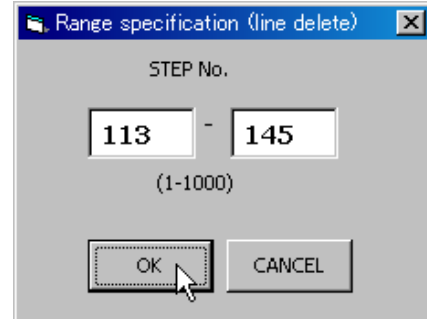 Range specification (line delete)
STEP No.
113 - 145
(1-1000)
OK CANCEL